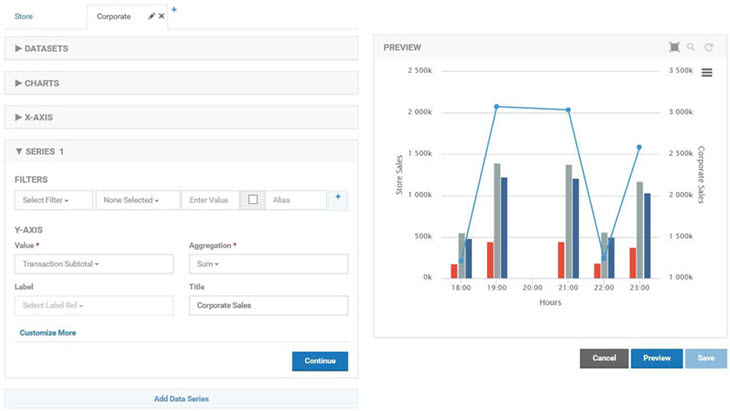 Store
Corporate
+
DATASETS
CHARTS
X-AXIS
SERIES 1
FILTERS
Select Filter
None Selected
Enter Value
Alias
+
Y-AXIS
Value *
Aggregation *
Transaction Subtotal
Sum
Label
Title
Select Label Ref
Corporate Sales
Customize More
Continue
Add Data Series
PREVIEW
2 500k
2 000k
1 500k
1 000k
500k
0k
Store Sales
3 500k
3 000k
2 500k
2 000k
1 500k
1 000k
Corporate Sales
18:00 19:00 20:00 21:00 22:00 23:00
Hours
Cancel
Preview
Save